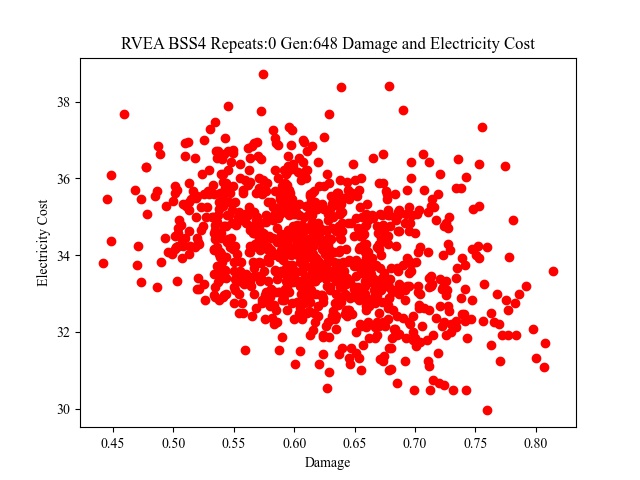 RVEA BSS4 Repeats:0 Gen:648 Damage and Electricity Cost
38
36
34
32
30
Electricity Cost
0.45 0.50 0.55 0.60 0.65 0.70 0.75 0.80
Damage